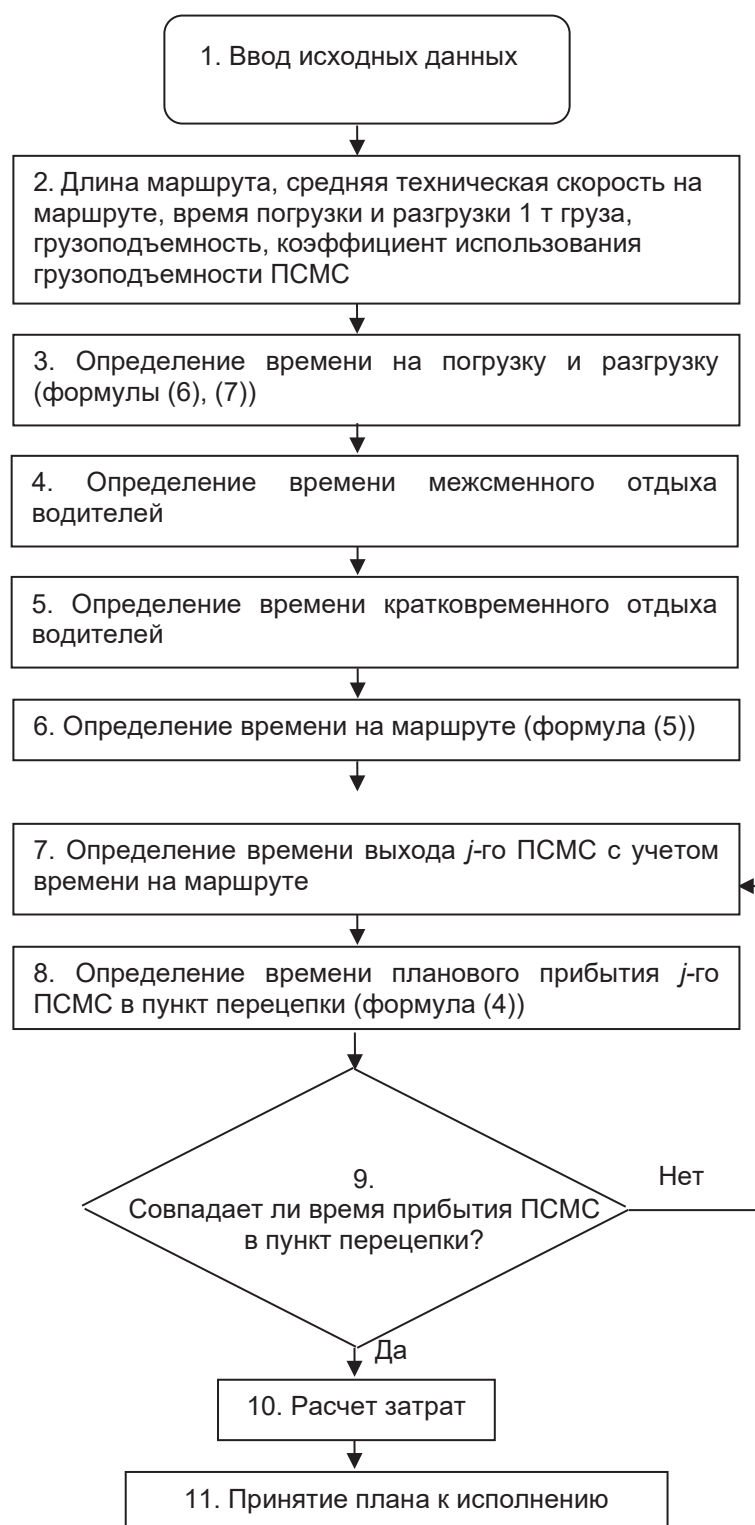 1. Ввод исходных данных
2. Длина маршрута, средняя техническая скорость на
маршруте, время погрузки и разгрузки 1 т груза,
грузоподъемность, коэффициент использования
грузоподъемности ПСМС
3. Определение времени на погрузку и разгрузку
(формулы (6), (7))
4. Определение времени межсменного отдыха
водителей
5. Определение времени кратковременного отдыха
водителей
6. Определение времени на маршруте (формула (5))
7. Определение времени выхода j-го ПСМС с учетом
времени на маршруте
8. Определение времени планового прибытия j-го
ПСМС в пункт перецепки (формула (4))
9.
Совпадает ли время прибытия ПСМС
в пункт перецепки?
Нет
Да
10. Расчет затрат
11. Принятие плана к исполнению